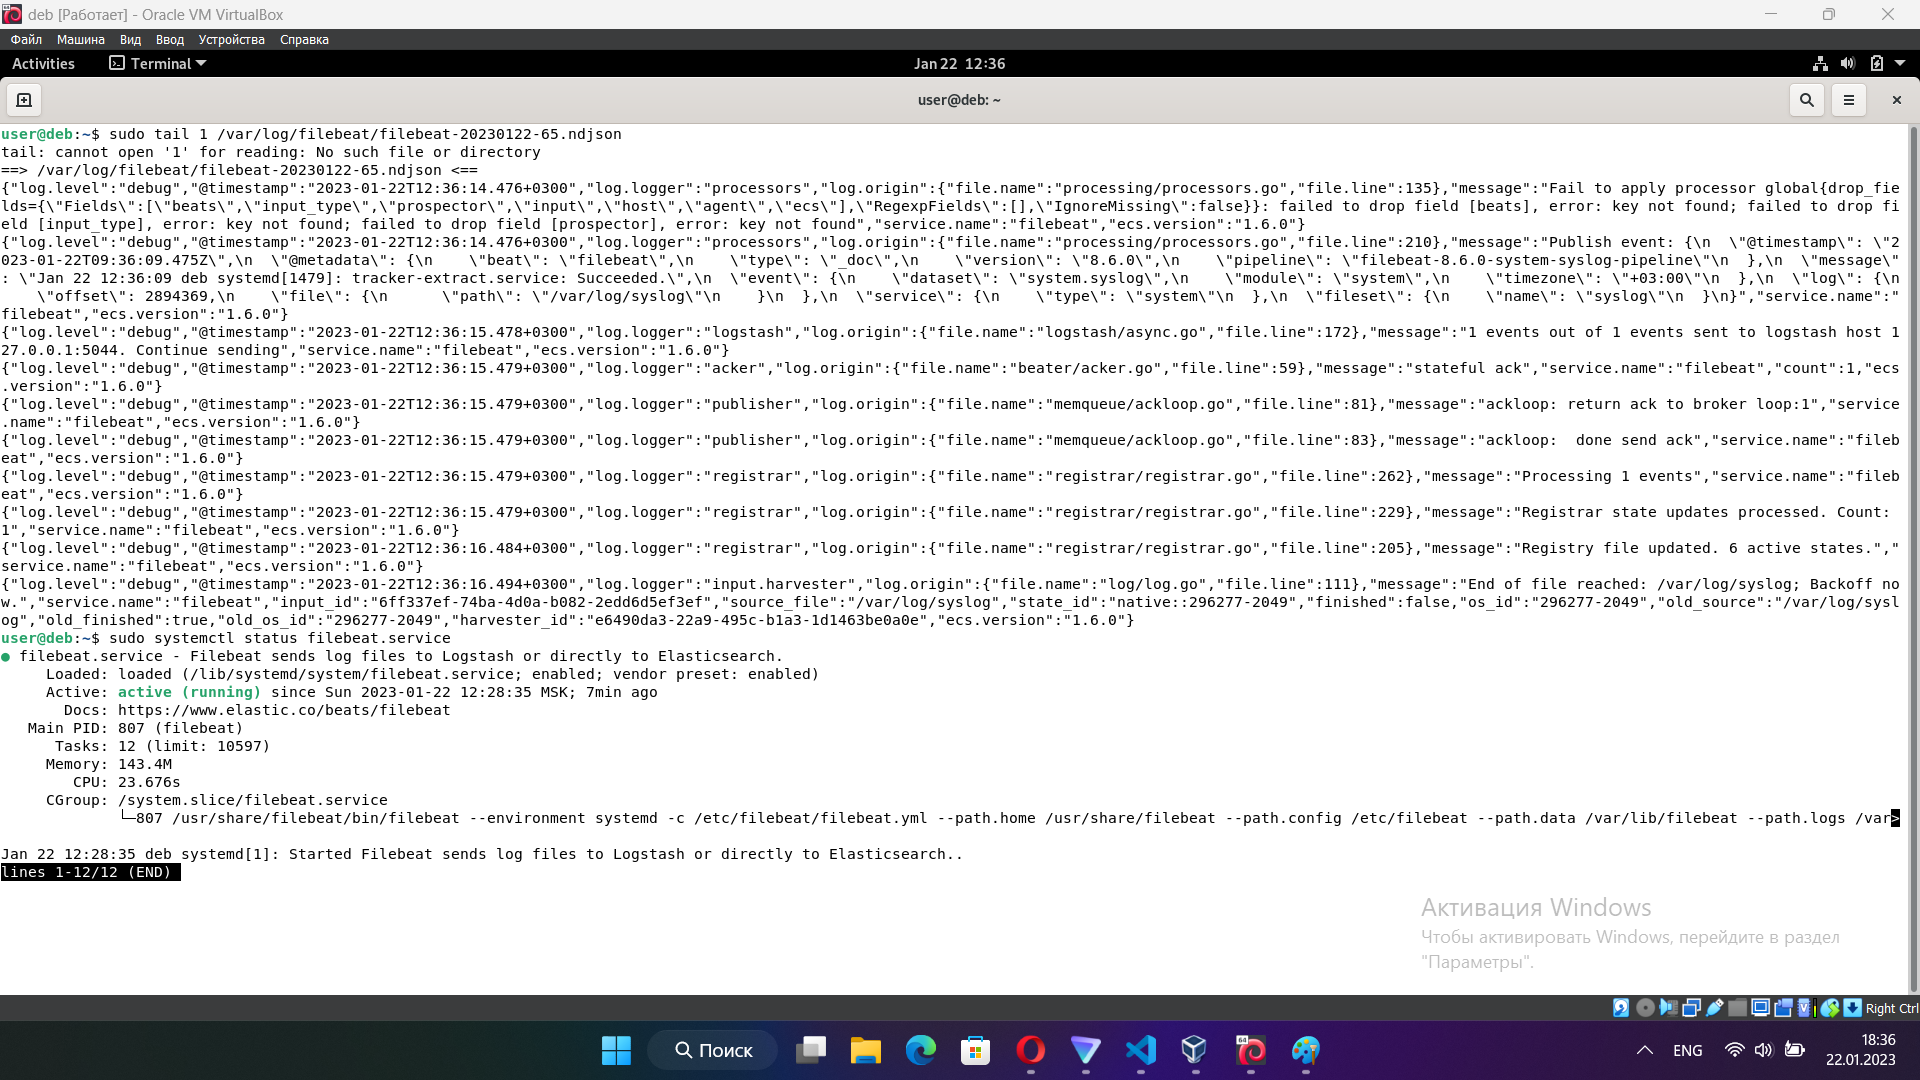 deb [Работает] - Oracle VM VirtualBox
Файл Машина Вид Ввод Устройства Справка
Activities Terminal Jan 22 12:36
user@deb: ~
user@deb:~$ sudo tail 1 /var/log/filebeat/filebeat-20230122-65.ndjson
tail: cannot open '1' for reading: No such file or directory
==> /var/log/filebeat/filebeat-20230122-65.ndjson <==
{"log.level":"debug","@timestamp":"2023-01-22T12:36:14.476+0300","log.logger":"processors","log.origin":{"file.name":"processing/processors.go","file.line":135},"message":"Fail to apply processor global{drop_fie
lds={\"Fields\":[\"beats\",\"input_type\",\"prospector\",\"input\",\"host\",\"agent\",\"ecs\"],\"RegexpFields\":[],\"IgnoreMissing\":false}}: failed to drop field [beats], error: key not found; failed to drop fi
eld [input_type], error: key not found; failed to drop field [prospector], error: key not found","service.name":"filebeat","ecs.version":"1.6.0"}
{"log.level":"debug","@timestamp":"2023-01-22T12:36:14.476+0300","log.logger":"processors","log.origin":{"file.name":"processing/processors.go","file.line":210},"message":"Publish event: {\n  \"@timestamp\": \"2
023-01-22T09:36:09.475Z\",\n  \"@metadata\": {\n    \"beat\": \"filebeat\",\n    \"type\": \"_doc\",\n    \"version\": \"8.6.0\",\n    \"pipeline\": \"filebeat-8.6.0-system-syslog-pipeline\"\n  },\n  \"message\"
: \"Jan 22 12:36:09 deb systemd[1479]: tracker-extract.service: Succeeded.\",\n  \"event\": {\n    \"dataset\": \"system.syslog\",\n    \"module\": \"system\",\n    \"timezone\": \"+03:00\"\n  },\n  \"log\": {\n
    \"offset\": 2894369,\n    \"file\": {\n      \"path\": \"/var/log/syslog\"\n    }\n  },\n  \"service\": {\n    \"type\": \"system\"\n  },\n  \"fileset\": {\n    \"name\": \"syslog\"\n  }\n}","service.name":"
filebeat","ecs.version":"1.6.0"}
{"log.level":"debug","@timestamp":"2023-01-22T12:36:15.478+0300","log.logger":"logstash","log.origin":{"file.name":"logstash/async.go","file.line":172},"message":"1 events out of 1 events sent to logstash host 1
27.0.0.1:5044. Continue sending","service.name":"filebeat","ecs.version":"1.6.0"}
{"log.level":"debug","@timestamp":"2023-01-22T12:36:15.479+0300","log.logger":"acker","log.origin":{"file.name":"beater/acker.go","file.line":59},"message":"stateful ack","service.name":"filebeat","count":1,"ecs
.version":"1.6.0"}
{"log.level":"debug","@timestamp":"2023-01-22T12:36:15.479+0300","log.logger":"publisher","log.origin":{"file.name":"memqueue/ackloop.go","file.line":81},"message":"ackloop: return ack to broker loop:1","service
.name":"filebeat","ecs.version":"1.6.0"}
{"log.level":"debug","@timestamp":"2023-01-22T12:36:15.479+0300","log.logger":"publisher","log.origin":{"file.name":"memqueue/ackloop.go","file.line":83},"message":"ackloop:  done send ack","service.name":"fileb
eat","ecs.version":"1.6.0"}
{"log.level":"debug","@timestamp":"2023-01-22T12:36:15.479+0300","log.logger":"registrar","log.origin":{"file.name":"registrar/registrar.go","file.line":262},"message":"Processing 1 events","service.name":"fileb
eat","ecs.version":"1.6.0"}
{"log.level":"debug","@timestamp":"2023-01-22T12:36:15.479+0300","log.logger":"registrar","log.origin":{"file.name":"registrar/registrar.go","file.line":229},"message":"Registrar state updates processed. Count:
1","service.name":"filebeat","ecs.version":"1.6.0"}
{"log.level":"debug","@timestamp":"2023-01-22T12:36:16.484+0300","log.logger":"registrar","log.origin":{"file.name":"registrar/registrar.go","file.line":205},"message":"Registry file updated. 6 active states.","
service.name":"filebeat","ecs.version":"1.6.0"}
{"log.level":"debug","@timestamp":"2023-01-22T12:36:16.494+0300","log.logger":"input.harvester","log.origin":{"file.name":"log/log.go","file.line":111},"message":"End of file reached: /var/log/syslog; Backoff no
w.","service.name":"filebeat","input_id":"6ff337ef-74ba-4d0a-b082-2edd6d5ef3ef","source_file":"/var/log/syslog","state_id":"native::296277-2049","finished":false,"os_id":"296277-2049","old_source":"/var/log/sysl
og","old_finished":true,"old_os_id":"296277-2049","harvester_id":"e6490da3-22a9-495c-b1a3-1d1463be0a0e","ecs.version":"1.6.0"}
user@deb:~$ sudo systemctl status filebeat.service
● filebeat.service - Filebeat sends log files to Logstash or directly to Elasticsearch.
     Loaded: loaded (/lib/systemd/system/filebeat.service; enabled; vendor preset: enabled)
     Active: active (running) since Sun 2023-01-22 12:28:35 MSK; 7min ago
       Docs: https://www.elastic.co/beats/filebeat
   Main PID: 807 (filebeat)
      Tasks: 12 (limit: 10597)
     Memory: 143.4M
        CPU: 23.676s
     CGroup: /system.slice/filebeat.service
             └─807 /usr/share/filebeat/bin/filebeat --environment systemd -c /etc/filebeat/filebeat.yml --path.home /usr/share/filebeat --path.config /etc/filebeat --path.data /var/lib/filebeat --path.logs /var>
Jan 22 12:28:35 deb systemd[1]: Started Filebeat sends log files to Logstash or directly to Elasticsearch..
lines 1-12/12 (END)
Активация Windows
Чтобы активировать Windows, перейдите в раздел
"Параметры".
Right Ctrl
Поиск
ENG
18:36
22.01.2023